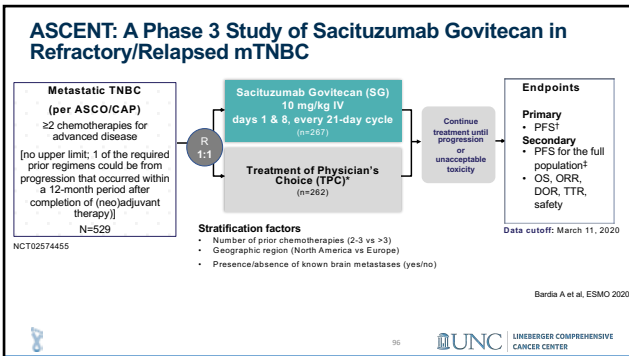 ASCENT: A Phase 3 Study of Sacituzumab Govitecan in
Refractory/Relapsed mTNBC
Metastatic TNBC
(per ASCO/CAP)
≥2 chemotherapies for
advanced disease
[no upper limit; 1 of the required
prior regimens could be from
progression that occurred within
a 12-month period after
completion of (neo)adjuvant
therapy)]
N=529
NCT02574455
R
1:1
Sacituzumab Govitecan (SG)
10 mg/kg IV
days 1 & 8, every 21-day cycle
(n=267)
Treatment of Physician's
Choice (TPC)*
(n=262)
Continue
treatment until
progression
or
unacceptable
toxicity
Endpoints
Primary
• PFS†
Secondary
• PFS for the full
population‡
• OS, ORR,
DOR, TTR,
safety
Data cutoff: March 11, 2020
Stratification factors
• Number of prior chemotherapies (2-3 vs >3)
• Geographic region (North America vs Europe)
• Presence/absence of known brain metastases (yes/no)
Bardia A et al, ESMO 2020
96
UNC
LINEBERGER COMPREHENSIVE
CANCER CENTER